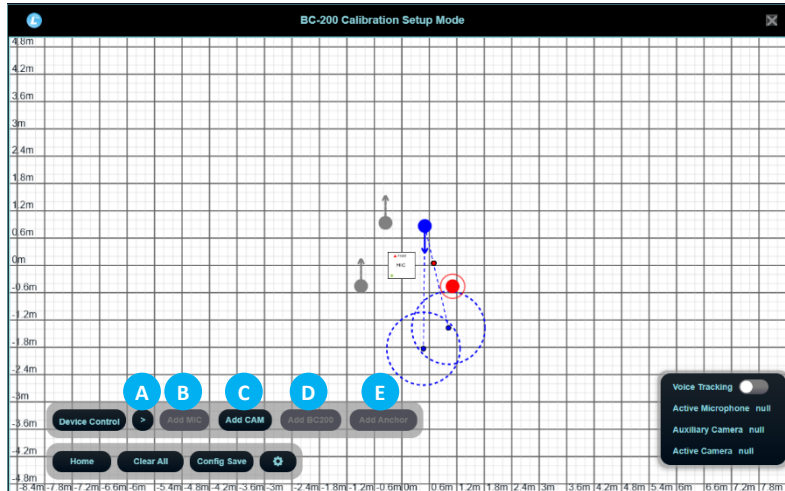 BC-200 Calibration Setup Mode
4.8m
4.2m
3.6m
3m
2.4m
1.8m
1.2m
0.6m
0m
-0.6m
-1.2m
-1.8m
-2.4m
-3m
-3.6m
-4.2m
-4.8m
MIC
A B C D E
Device Control > Add MIC Add CAM Add BC200 Add Anchor
Home Clear All Config Save
Voice Tracking
Active Microphone null
Auxiliary Camera null
Active Camera null
-8.4m -7.8m -7.2m -6.6m -6m -5.4m -4.8m -4.2m -3.6m -3m -2.4m -1.8m -1.2m -0.6m 0m 0.6m 1.2m 1.8m 2.4m 3m 3.6m 4.2m 4.8m 5.4m 6m 6.6m 7.2m 7.8m